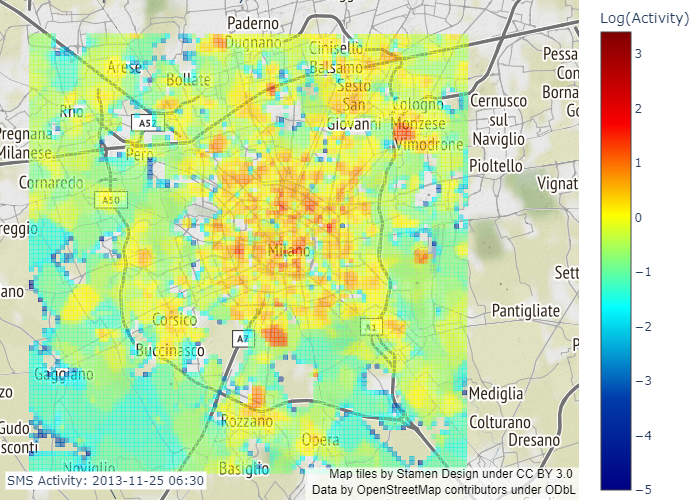 Log(Activity)
Paderno
Dugnano
Cinisello
Balsamo
Arese
Bollate
Sesto
San
Giovanni
Rho
Cologno
Monzese
Vimodrone
Cernusco
sul
Naviglio
Pessa
Con
Borna
Go
A52
Pregnana
Milanese
Pero
Pioltello
Cornaredo
A50
Vignat
reggio
Milano
Sett
ano
Pantigliate
Corsico
A7
A1
Buccinasco
P
Gaggiano
zo
Mediglia
Rozzano
Gudo
sconti
Opera
Colturano
Dresano
Noviglio
Basiglio
SMS Activity: 2013-11-25 06:30
Map tiles by Stamen Design under CC BY 3.0
Data by OpenStreetMap contributors under ODbL
3
2
1
0
−1
−2
−3
−4
−5